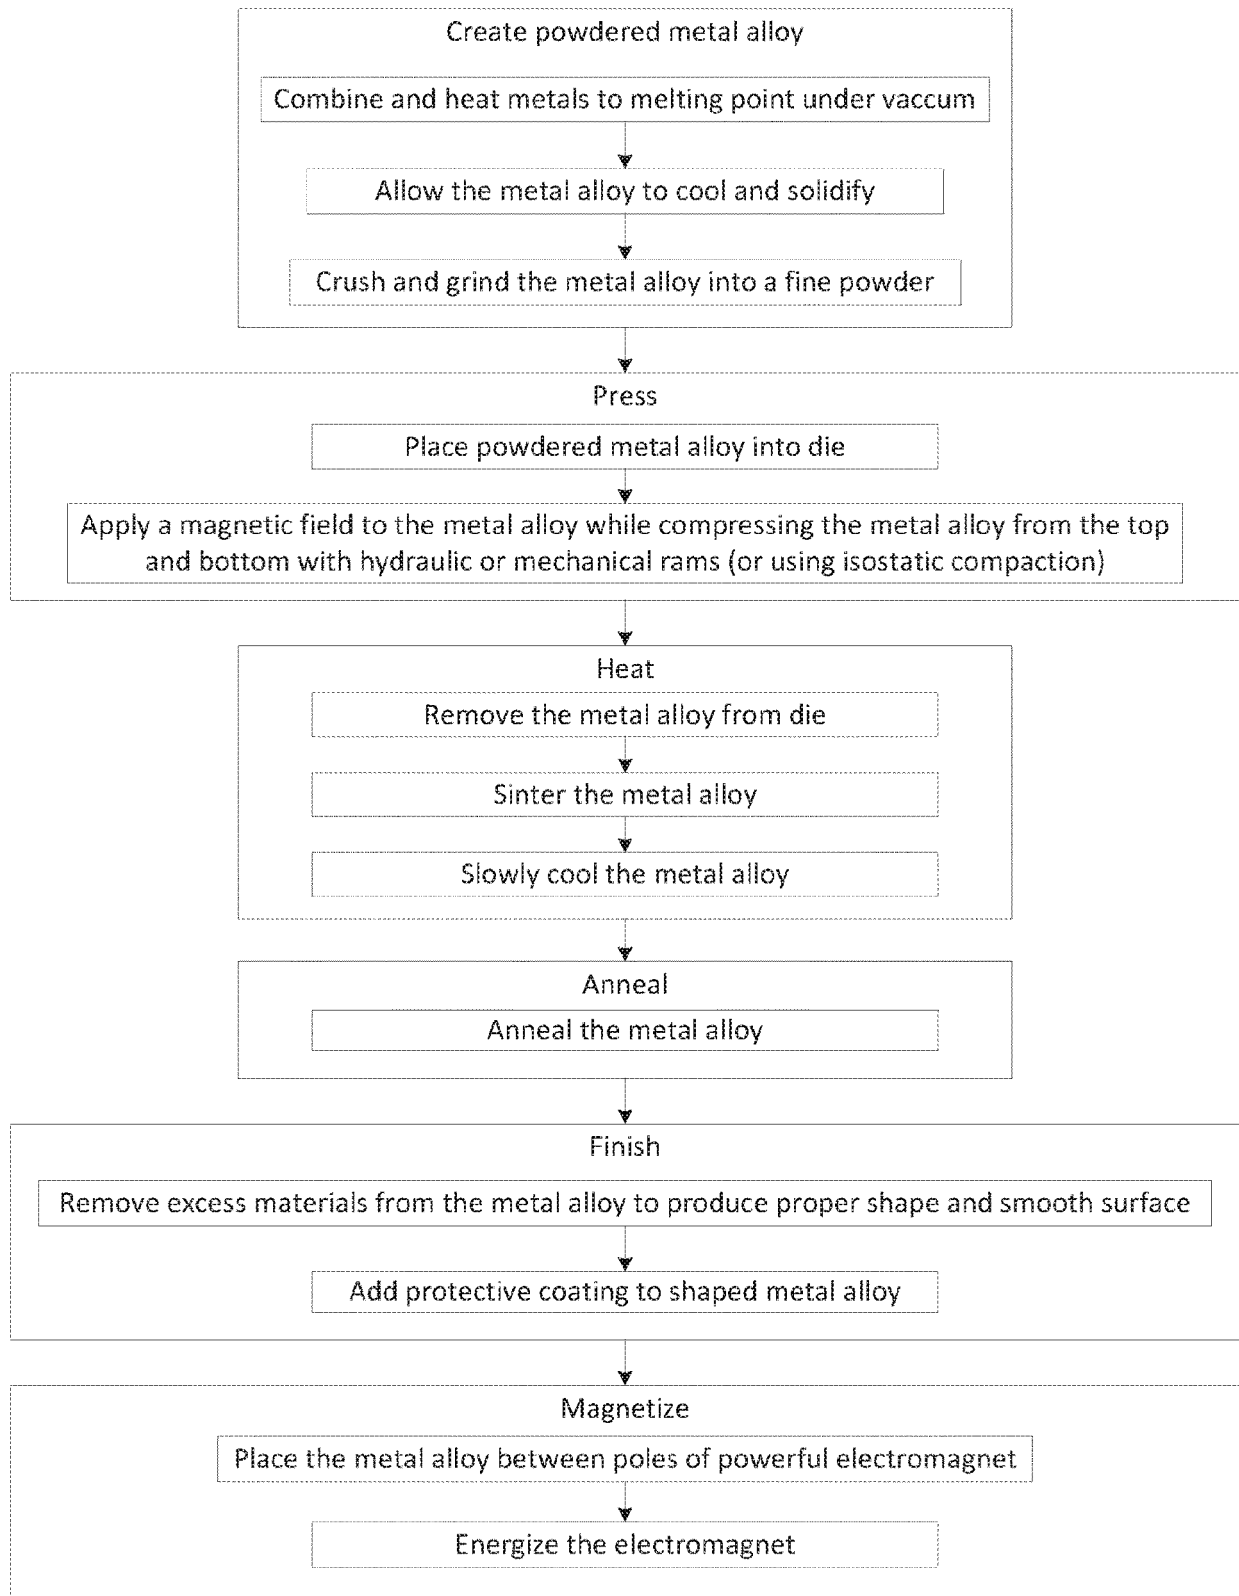 Create powdered metal alloy
Combine and heat metals to melting point under vaccum
Allow the metal alloy to cool and solidify
Crush and grind the metal alloy into a fine powder
Press
Place powdered metal alloy into die
Apply a magnetic field to the metal alloy while compressing the metal alloy from the top
and bottom with hydraulic or mechanical rams (or using isostatic compaction)
Heat
Remove the metal alloy from die
Sinter the metal alloy
Slowly cool the metal alloy
Anneal
Anneal the metal alloy
Finish
Remove excess materials from the metal alloy to produce proper shape and smooth surface
Add protective coating to shaped metal alloy
Magnetize
Place the metal alloy between poles of powerful electromagnet
Energize the electromagnet